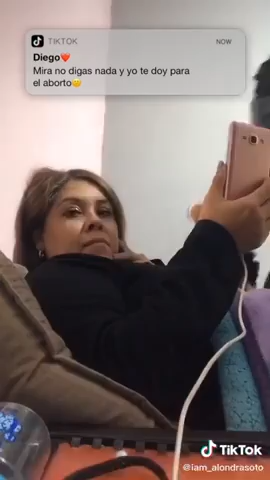 TIKTOK NOW
Diego❤️
Mira no digas nada y yo te doy para
el aborto😔
TikTok
@iam_alondrasoto